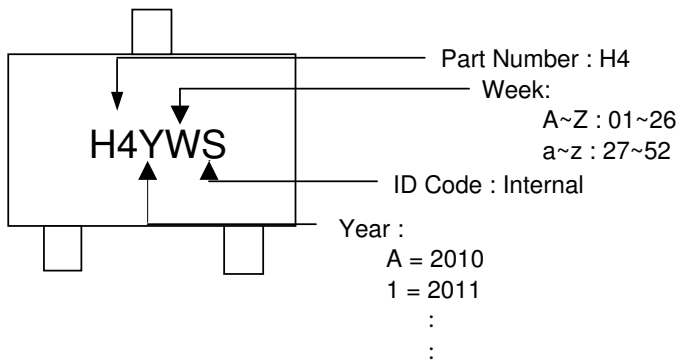 Part Number : H4
Week:
A~Z : 01~26
a~z : 27~52
H4YWS
ID Code : Internal
Year :
A = 2010
1 = 2011
:
: